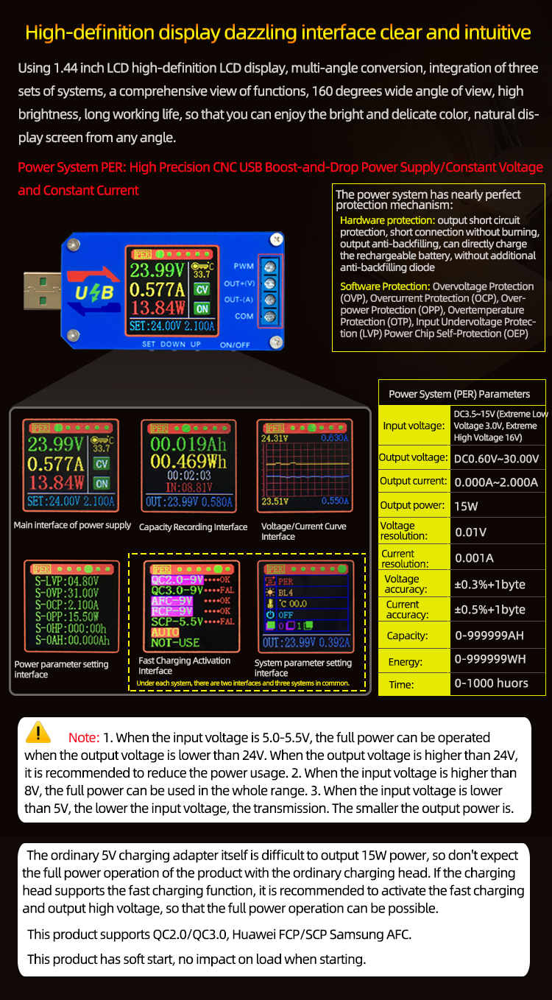 High-definition display dazzling interface clear and intuitive
Using 1.44 inch LCD high-definition LCD display, multi-angle conversion, integration of three
sets of systems, a comprehensive view of functions, 160 degrees wide angle of view, high
brightness, long working life, so that you can enjoy the bright and delicate color, natural dis-
play screen from any angle.
Power System PER: High Precision CNC USB Boost-and-Drop Power Supply/Constant Voltage
and Constant Current
The power system has nearly perfect
protection mechanism:
Hardware protection: output short circuit
protection, short connection without burning,
output anti-backfilling, can directly charge
the rechargeable battery, without additional
anti-backfilling diode
Software Protection: Overvoltage Protection
(OVP), Overcurrent Protection (OCP), Over-
power Protection (OPP), Overtemperature
Protection (OTP), Input Undervoltage Protec-
tion (LVP) Power Chip Self-Protection (OEP)
USB
PER
23.99V
C
33.7
0.577A
CV
13.84W
ON
SET:24.00V 2.100A
PWM
OUT+(V)
OUT-(A)
COM
SET DOWN UP ON/OFF
PER
23.99V
C
33.7
0.577A
CV
13.84W
ON
SET:24.00V 2.100A
Main interface of power supply
PER
00.019Ah
00.469Wh
00:02:03
IN:08.81V
OUT:23.99V 0.580A
Capacity Recording Interface
PER
24.31V 0.630A
23.51V 0.550A
Voltage/Current Curve
Interface
PER
S-LVP:04.80V
S-OVP:31.00V
S-OCP:2.100A
S-OPP:15.50W
S-OHP:000:00h
S-OAH:00.000Ah
Power parameter setting
interface
PER
QC2.0-9V••••OK
QC3.0-9V••••FAL
AFC-9V••••OK
FCP-9V••••OK
SCP-5.5V••••FAL
AUTO
NOT-USE
Fast Charging Activation
Interface
PER
PER
BL4
°C 00.0
OFF
0 1
OUT:23.99V 0.392A
System parameter setting
interface
Under each system, there are two interfaces and three systems in common.
Power System (PER) Parameters
Input voltage: DC3.5~15V (Extreme Low
Voltage 3.0V, Extreme
High Voltage 16V)
Output voltage: DC0.60V~30.00V
Output current: 0.000A~2.000A
Output power: 15W
Voltage
resolution: 0.01V
Current
resolution: 0.001A
Voltage
accuracy: ±0.3%+1byte
Current
accuracy: ±0.5%+1byte
Capacity: 0-999999AH
Energy: 0-999999WH
Time: 0-1000 huors
Note: 1. When the input voltage is 5.0-5.5V, the full power can be operated
when the output voltage is lower than 24V. When the output voltage is higher than 24V,
it is recommended to reduce the power usage. 2. When the input voltage is higher than
8V, the full power can be used in the whole range. 3. When the input voltage is lower
than 5V, the lower the input voltage, the transmission. The smaller the output power is.
The ordinary 5V charging adapter itself is difficult to output 15W power, so don't expect
the full power operation of the product with the ordinary charging head. If the charging
head supports the fast charging function, it is recommended to activate the fast charging
and output high voltage, so that the full power operation can be possible.
This product supports QC2.0/QC3.0, Huawei FCP/SCP Samsung AFC.
This product has soft start, no impact on load when starting.